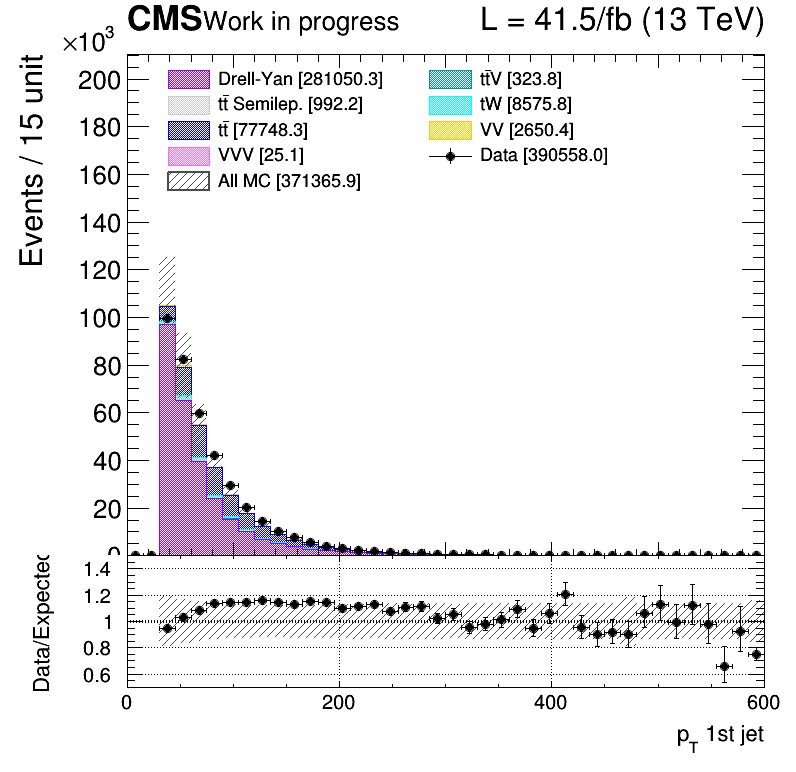 CMS Work in progress L = 41.5/fb (13 TeV)
×10³
Events / 15 unit
200
180
160
140
120
100
80
60
40
20
0
Drell-Yan [281050.3]
tt̄ Semilep. [992.2]
tt̄ [77748.3]
VVV [25.1]
All MC [371365.9]
tt̄V [323.8]
tW [8575.8]
VV [2650.4]
Data [390558.0]
Data/Expected
1.4
1.2
1
0.8
0.6
0 200 400 600
p_T 1st jet